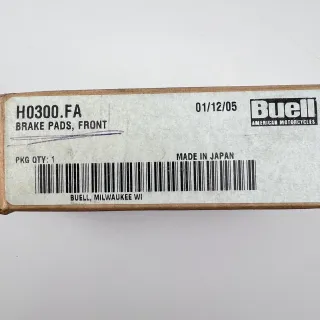 H0300.FA
01/12/05
Buell
AMERICAN MOTORCYCLES
BRAKE PADS, FRONT
PKG QTY: 1
MADE IN JAPAN
BUELL, MILWAUKEE WI